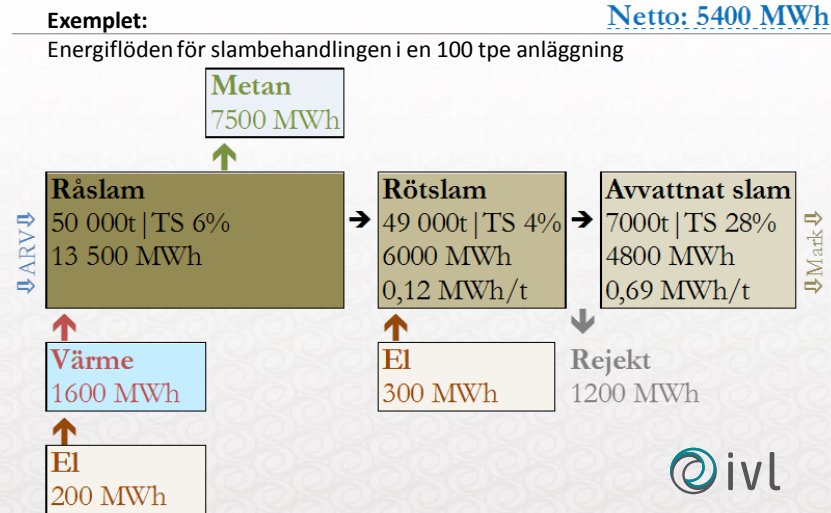 Exemplet:
Netto: 5400 MWh
Energiflöden för slambehandlingen i en 100 tpe anläggning
Metan
7500 MWh
⇩ARV⇩
Råslam
50 000t|TS 6%
13 500 MWh
Rötslam
49 000t|TS 4%
6000 MWh
0,12 MWh/t
Avvattnat slam
7000t|TS 28%
4800 MWh
0,69 MWh/t
⇩Mark⇩
Värme
1600 MWh
El
300 MWh
Rejekt
1200 MWh
El
200 MWh
ivl